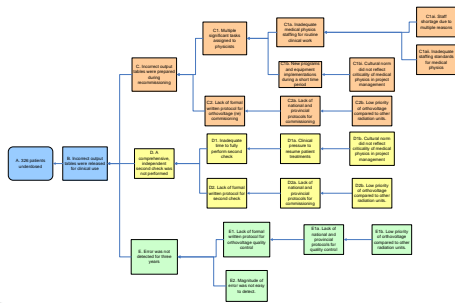 C1a. Inadequate
medical physics
staffing for routine
clinical work
C1ai. Staff
shortage due to
multiple reasons
C1aii. Inadequate
staffing standards
for medical
physics
C1. Multiple
significant tasks
assigned to
physicists
C1b. New programs
and equipment
implementations
during a short time
period
C1b. Cultural norm
did not reflect
criticality of medical
physics in project
management
C. Incorrect output
tables were prepared
during
recommissioning
C2. Lack of formal
written protocol for
orthovoltage (re)
commissioning
C2a. Lack of
national and
provincial
protocols for
commissioning
C2b. Low priority
of orthovoltage
compared to other
radiation units.
A. 326 patients
underdosed
B. Incorrect output
tables were released
for clinical use
D. A
comprehensive,
independent
second check was
not performed
D1. Inadequate
time to fully
perform second
check
D1a. Clinical
pressure to
resume patient
treatments
D1b. Cultural norm
did not reflect
criticality of medical
physics in project
management
D2. Lack of formal
written protocol for
second check
D2a. Lack of
national and
provincial
protocols for
commissioning
D2b. Low priority
of orthovoltage
compared to other
radiation units.
E. Error was not
detected for three
years
E1. Lack of formal
written protocol for
orthovoltage quality
control
E1a. Lack of
national and
provincial
protocols for
quality control
E1b. Low priority
of orthovoltage
compared to other
radiation units.
E2. Magnitude of
error was not easy
to detect.